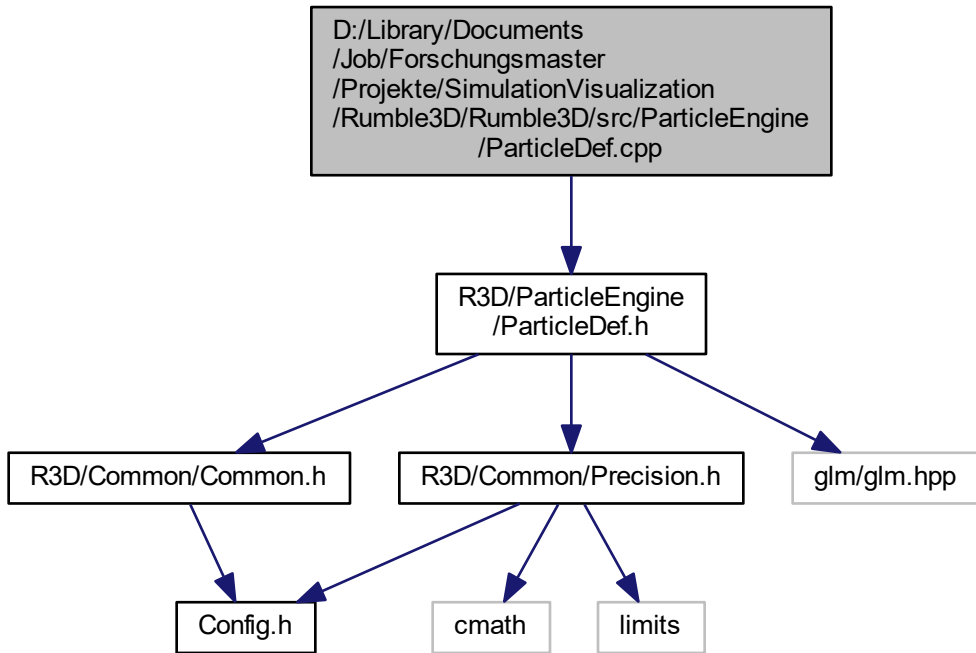 D:/Library/Documents
/Job/Forschungsmaster
/Projekte/SimulationVisualization
/Rumble3D/Rumble3D/src/ParticleEngine
/ParticleDef.cpp
R3D/ParticleEngine
/ParticleDef.h
R3D/Common/Common.h
R3D/Common/Precision.h
glm/glm.hpp
Config.h
cmath
limits